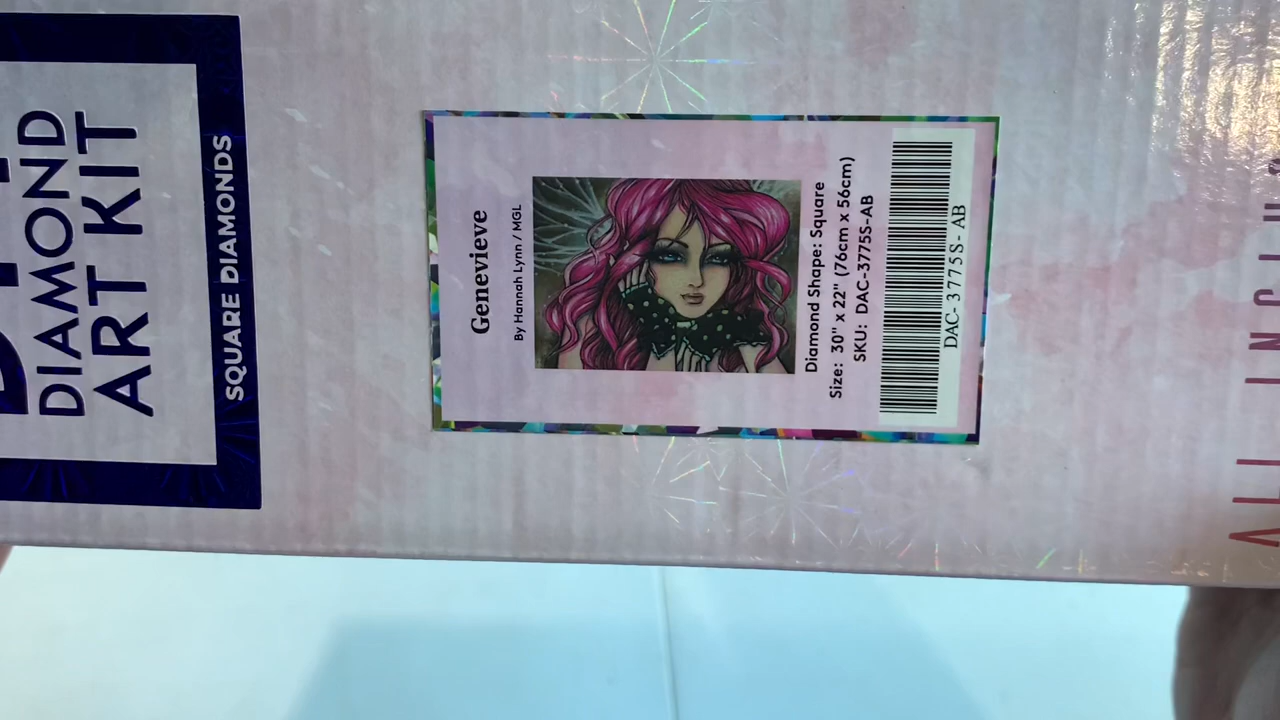 DIAMOND
ART KIT
SQUARE DIAMONDS
Genevieve
By Hannah Lynn / MGL
Diamond Shape: Square
Size: 30" x 22" (76cm x 56cm)
SKU: DAC-3775S-AB
DAC-3775S-AB
ALL